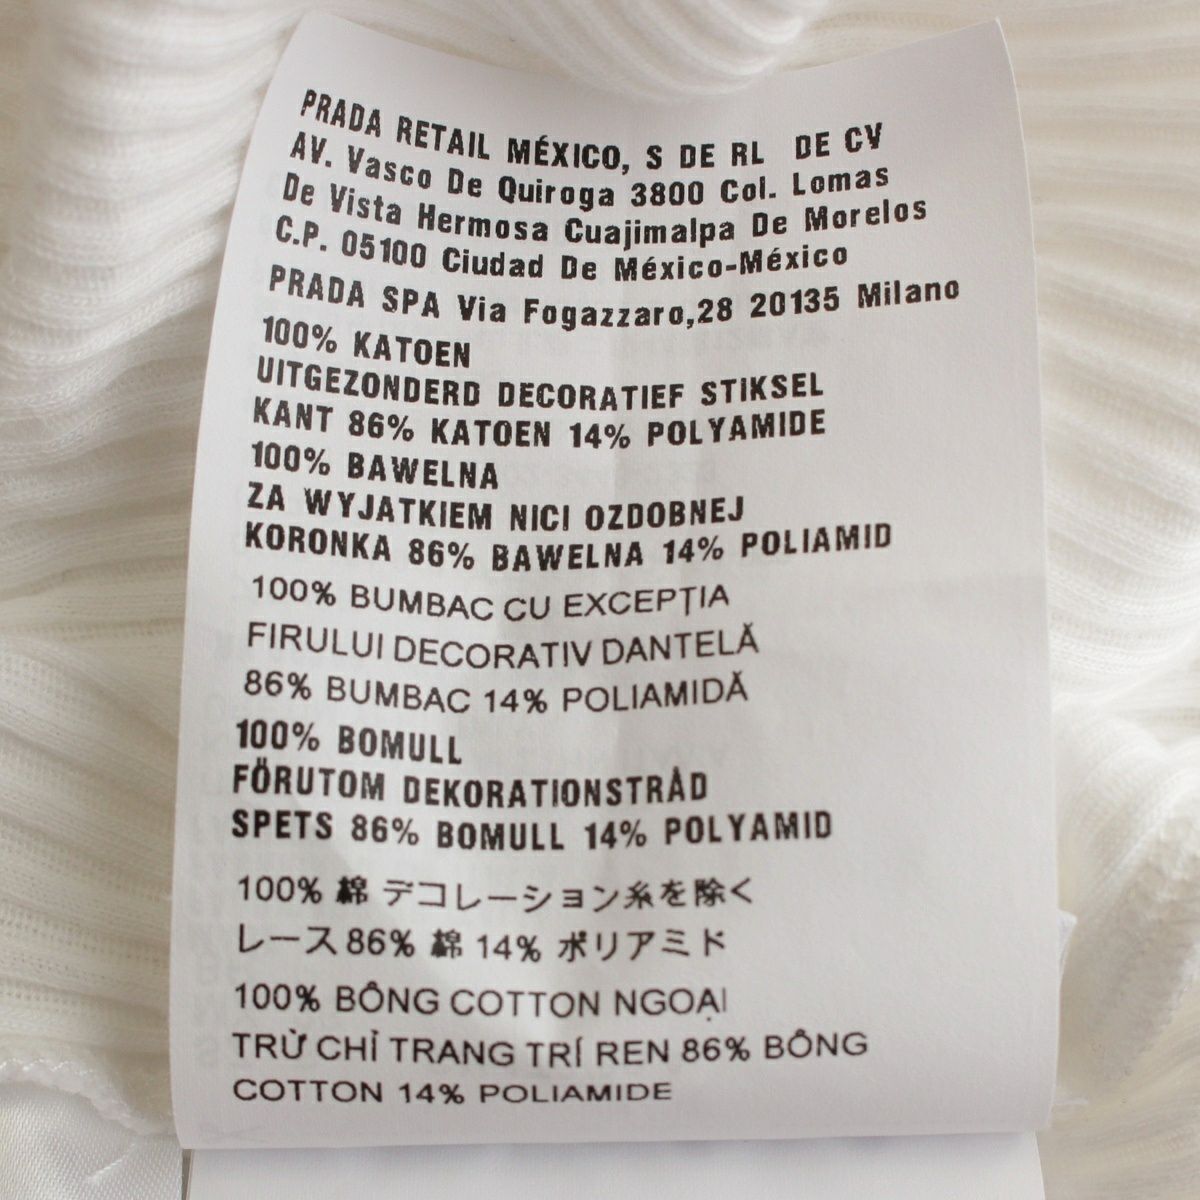 PRADA RETAIL MÉXICO, S DE RL DE CV
AV. Vasco De Quiroga 3800 Col. Lomas
De Vista Hermosa Cuajimalpa De Morelos
C.P. 05100 Ciudad De México-México
PRADA SPA Via Fogazzaro,28 20135 Milano
100% KATOEN
UITGEZONDERD DECORATIEF STIKSEL
KANT 86% KATOEN 14% POLYAMIDE
100% BAWELNA
ZA WYJATKIEM NICI OZDOBNEJ
KORONKA 86% BAWELNA 14% POLIAMID
100% BUMBAC CU EXCEPȚIA
FIRULUI DECORATIV DANTELĂ
86% BUMBAC 14% POLIAMIDĂ
100% BOMULL
FÖRUTOM DEKORATIONSTRÅD
SPETS 86% BOMULL 14% POLYAMID
100% 綿 デコレーション糸を除く
レース 86% 綿 14% ポリアミド
100% BÔNG COTTON NGOẠI
TRỪ CHỈ TRANG TRÍ REN 86% BÔNG
COTTON 14% POLIAMIDE